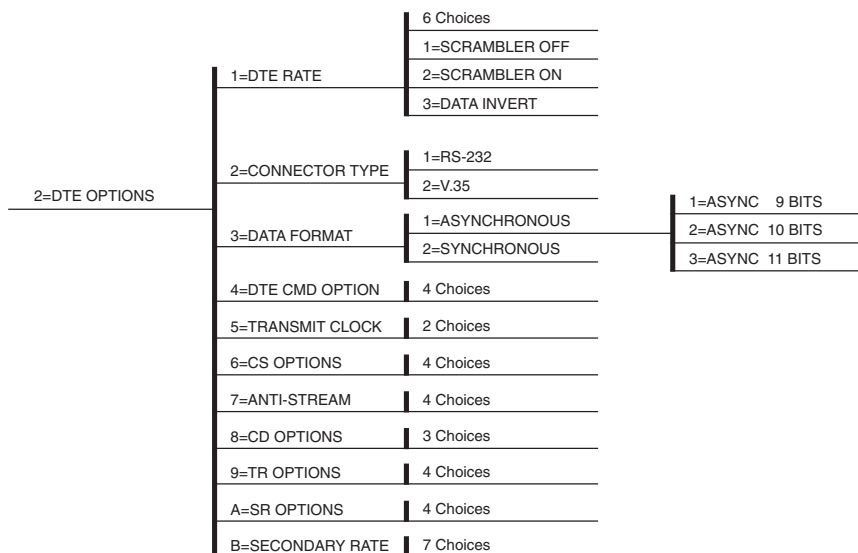 2=DTE OPTIONS
1=DTE RATE
6 Choices
1=SCRAMBLER OFF
2=SCRAMBLER ON
3=DATA INVERT
2=CONNECTOR TYPE
1=RS-232
2=V.35
3=DATA FORMAT
1=ASYNCHRONOUS
1=ASYNC 9 BITS
2=ASYNC 10 BITS
3=ASYNC 11 BITS
2=SYNCHRONOUS
4=DTE CMD OPTION
4 Choices
5=TRANSMIT CLOCK
2 Choices
6=CS OPTIONS
4 Choices
7=ANTI-STREAM
4 Choices
8=CD OPTIONS
3 Choices
9=TR OPTIONS
4 Choices
A=SR OPTIONS
4 Choices
B=SECONDARY RATE
7 Choices